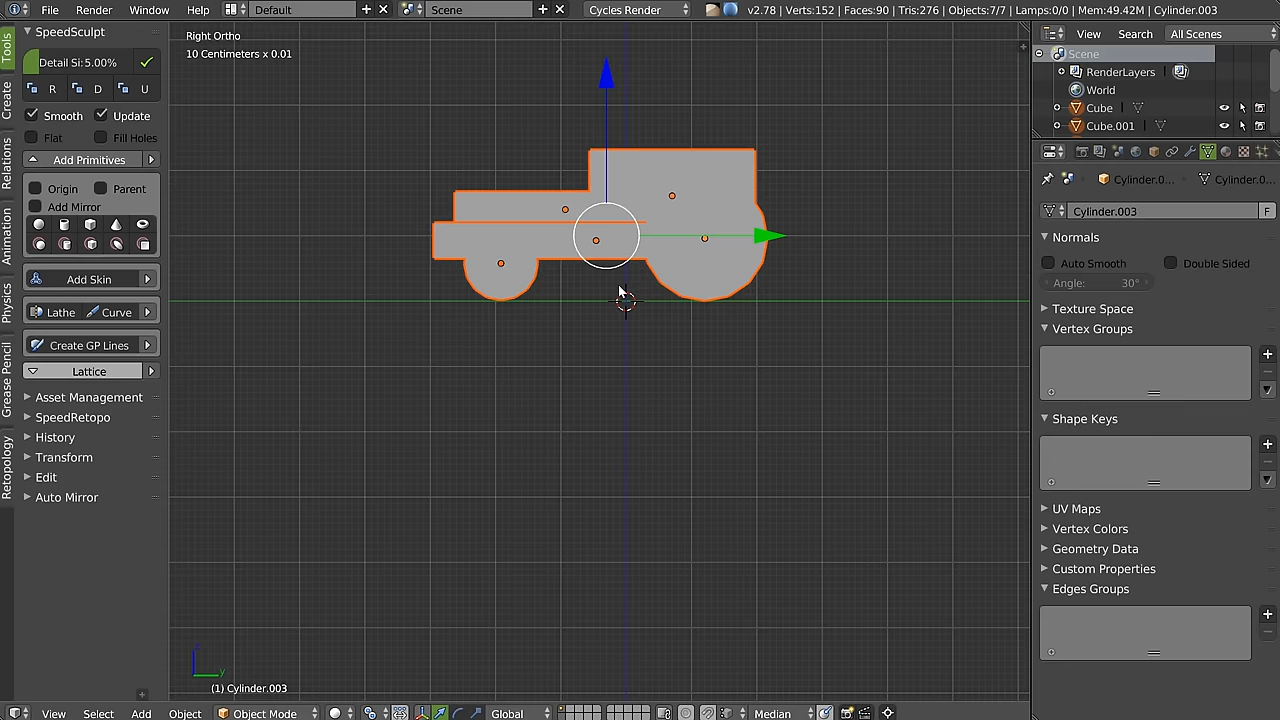 File Render Window Help Default Scene Cycles Render v2.78 | Verts:152 | Faces:90 | Tris:276 | Objects:7/7 | Lamps:0/0 | Mem:49.42M | Cylinder.003
Tools
Create
Relations
Animation
Physics
Grease Pencil
Retopology
SpeedSculpt
Detail Si: 5.00%
R D U
Smooth Update
Flat Fill Holes
Add Primitives
Origin Parent
Add Mirror
Add Skin
Lathe Curve
Create GP Lines
Lattice
Asset Management
SpeedRetopo
History
Transform
Edit
Auto Mirror
Right Ortho
10 Centimeters x 0.01
z
y
(1) Cylinder.003
View Select Add Object Object Mode Global Median
View Search All Scenes
Scene
RenderLayers
World
Cube
Cube.001
Cylinder.0... Cylinder.0...
Cylinder.003 F
Normals
Auto Smooth Double Sided
Angle: 30°
Texture Space
Vertex Groups
Shape Keys
UV Maps
Vertex Colors
Geometry Data
Custom Properties
Edges Groups